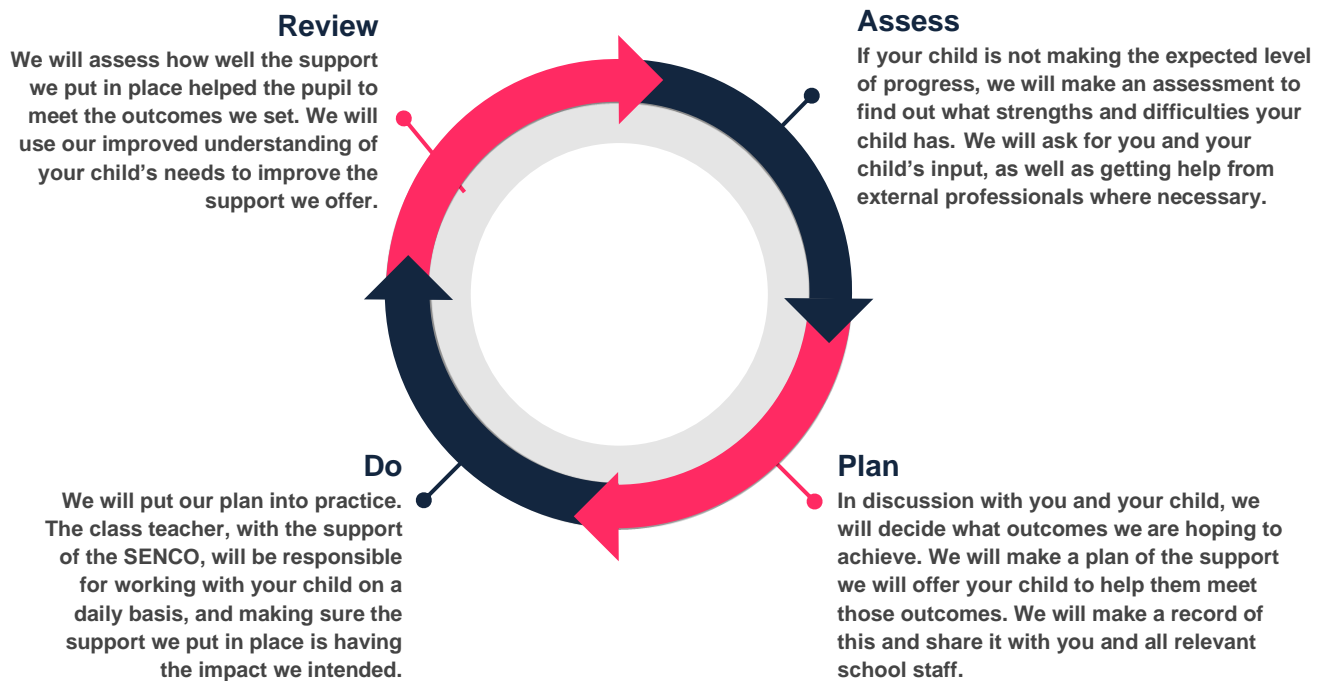 Review
We will assess how well the support
we put in place helped the pupil to
meet the outcomes we set. We will
use our improved understanding of
your child’s needs to improve the
support we offer.
Assess
If your child is not making the expected level
of progress, we will make an assessment to
find out what strengths and difficulties your
child has. We will ask for you and your
child’s input, as well as getting help from
external professionals where necessary.
Do
We will put our plan into practice.
The class teacher, with the support
of the SENCO, will be responsible
for working with your child on a
daily basis, and making sure the
support we put in place is having
the impact we intended.
Plan
In discussion with you and your child, we
will decide what outcomes we are hoping to
achieve. We will make a plan of the support
we will offer your child to help them meet
those outcomes. We will make a record of
this and share it with you and all relevant
school staff.